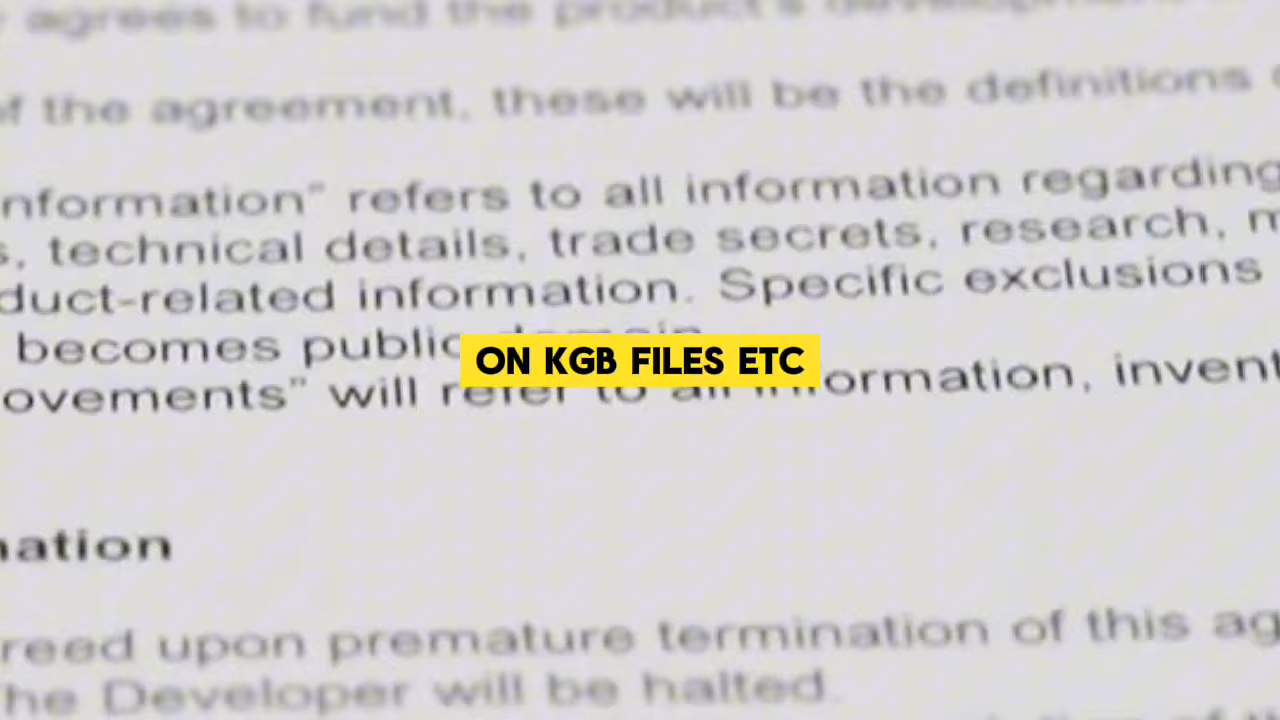 agrees to fund the product's development
of the agreement, these will be the definitions
nformation" refers to all information regarding
s, technical details, trade secrets, research, m
duct-related information. Specific exclusions
becomes public domain.
ON KGB FILES ETC
ovements" will refer to all information, invent
nation
reed upon premature termination of this ag
he Developer will be halted.